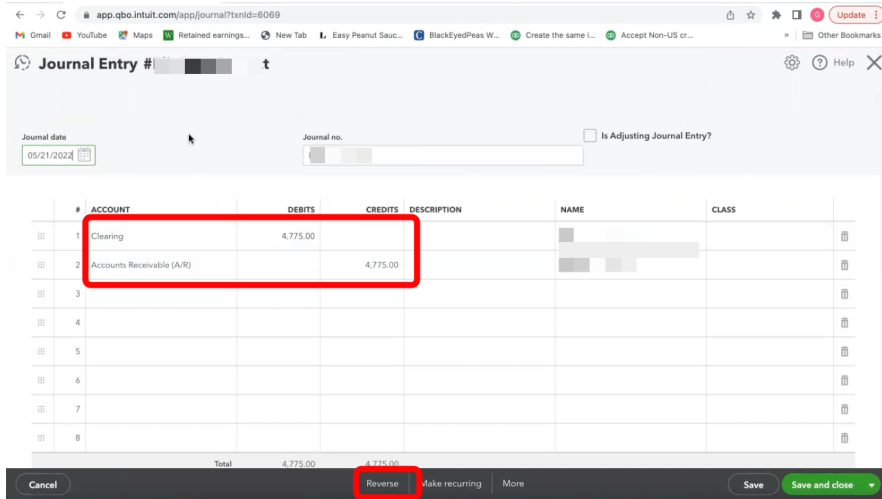 app.qbo.intuit.com/app/journal?txnId=6069 G Update
Gmail YouTube Maps W Retained earnings... New Tab L. Easy Peanut Sauc... BlackEyedPeas W... Create the same i... Accept Non-US cr... » Other Bookmarks
Journal Entry # t ? Help
Journal date Journal no. Is Adjusting Journal Entry?
05/21/2022
# ACCOUNT DEBITS CREDITS DESCRIPTION NAME CLASS
1 Clearing 4,775.00
2 Accounts Receivable (A/R) 4,775.00
3
4
5
6
7
8
Total 4,775.00 4,775.00
Cancel Reverse Make recurring More Save Save and close